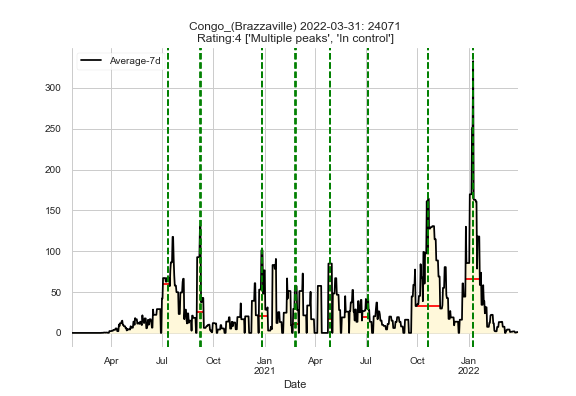 Congo_(Brazzaville) 2022-03-31: 24071
Rating:4 ['Multiple peaks', 'In control']
Average-7d
300
250
200
150
100
50
0
Apr Jul Oct Jan Apr Jul Oct Jan
2021 2022
Date